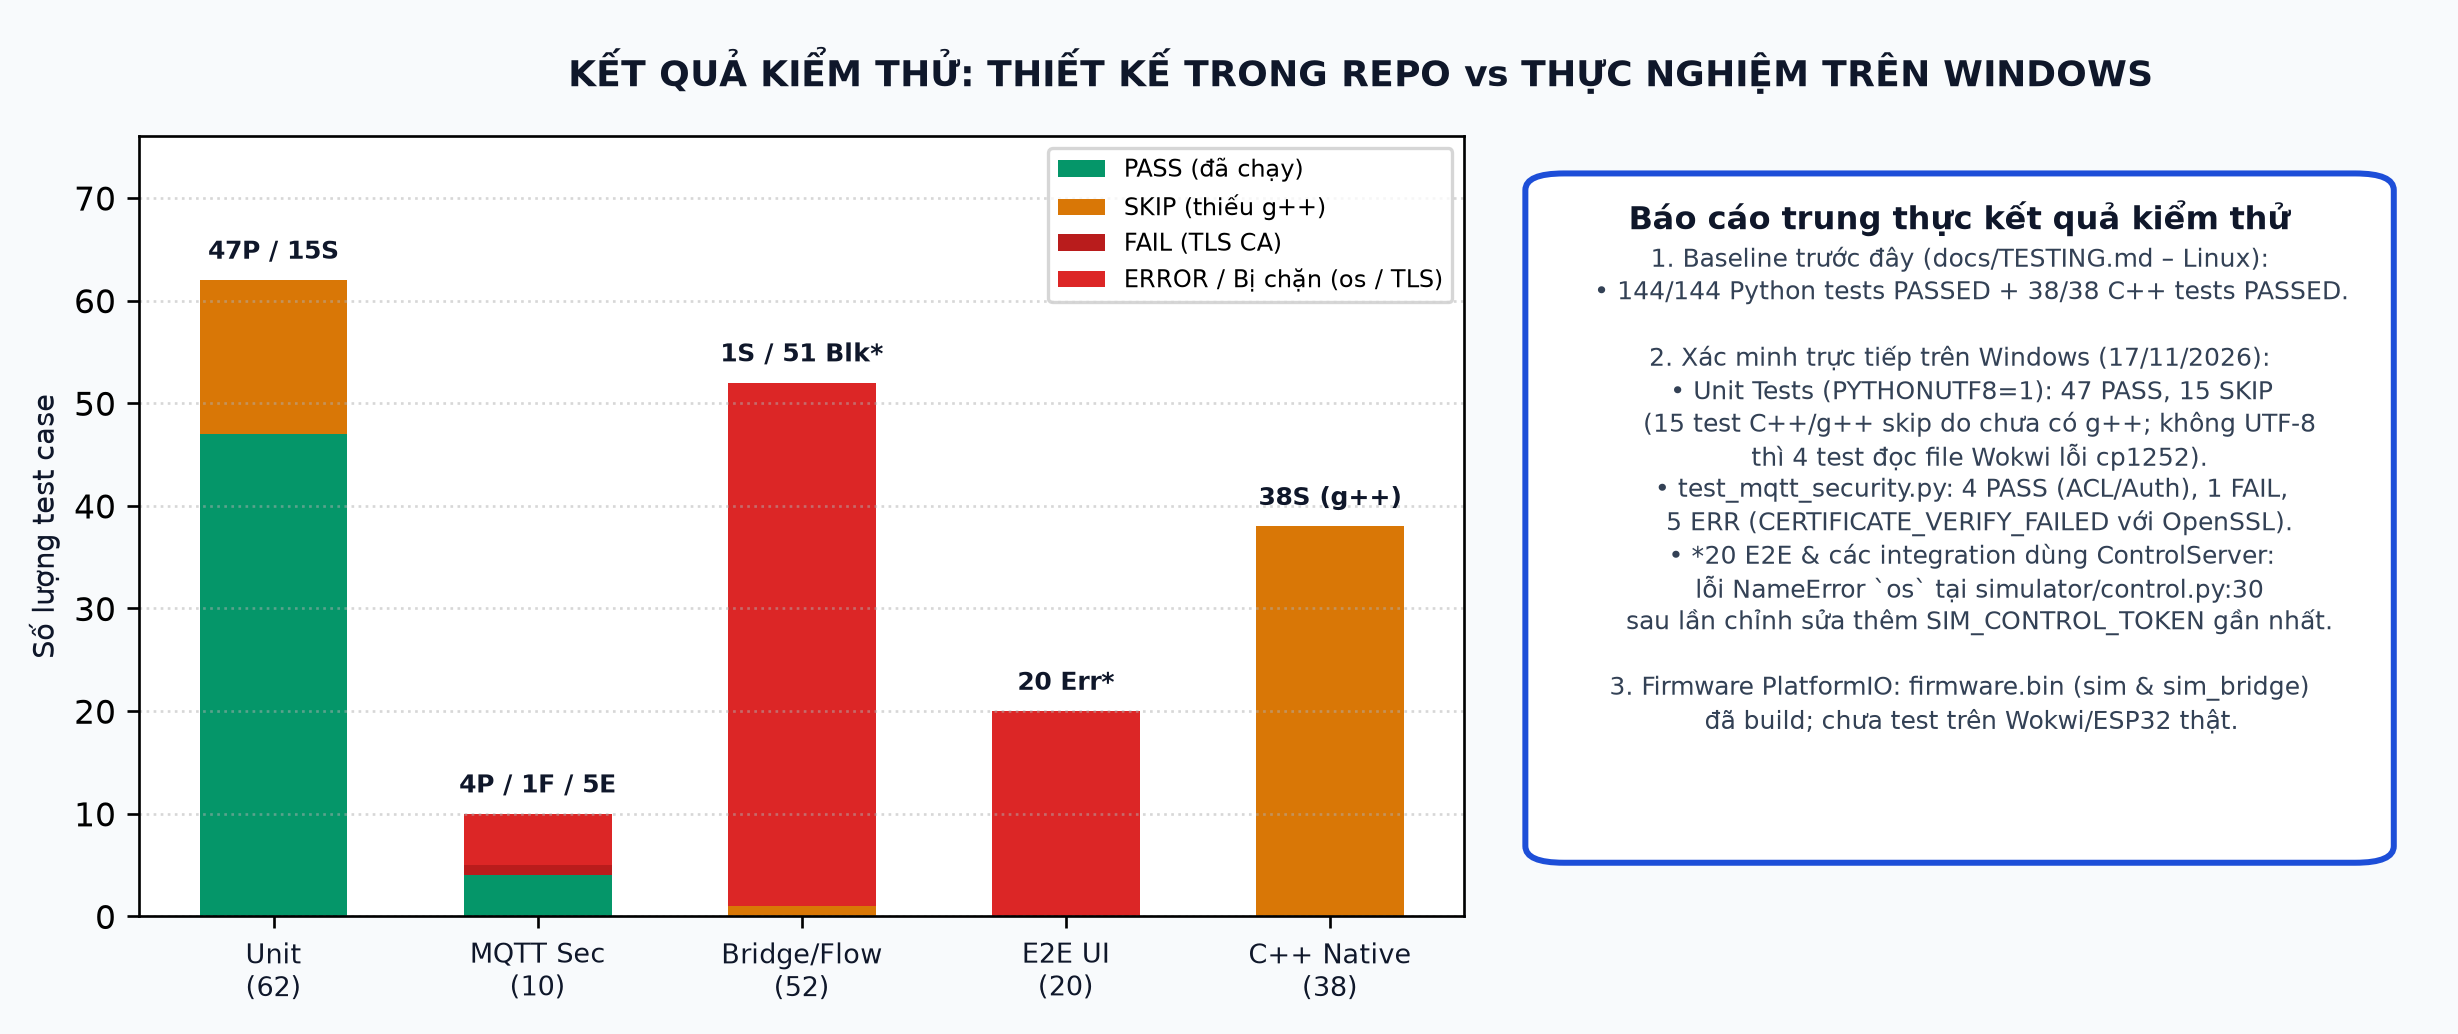 KẾT QUẢ KIỂM THỬ: THIẾT KẾ TRONG REPO vs THỰC NGHIỆM TRÊN WINDOWS
Số lượng test case
70
60
50
40
30
20
10
0
47P / 15S
4P / 1F / 5E
1S / 51 Blk*
20 Err*
38S (g++)
PASS (đã chạy)
SKIP (thiếu g++)
FAIL (TLS CA)
ERROR / Bị chặn (os / TLS)
Unit
(62)
MQTT Sec
(10)
Bridge/Flow
(52)
E2E UI
(20)
C++ Native
(38)
Báo cáo trung thực kết quả kiểm thử
1. Baseline trước đây (docs/TESTING.md – Linux):
• 144/144 Python tests PASSED + 38/38 C++ tests PASSED.
2. Xác minh trực tiếp trên Windows (17/11/2026):
• Unit Tests (PYTHONUTF8=1): 47 PASS, 15 SKIP
(15 test C++/g++ skip do chưa có g++; không UTF-8
thì 4 test đọc file Wokwi lỗi cp1252).
• test_mqtt_security.py: 4 PASS (ACL/Auth), 1 FAIL,
5 ERR (CERTIFICATE_VERIFY_FAILED với OpenSSL).
• *20 E2E & các integration dùng ControlServer:
lỗi NameError `os` tại simulator/control.py:30
sau lần chỉnh sửa thêm SIM_CONTROL_TOKEN gần nhất.
3. Firmware PlatformIO: firmware.bin (sim & sim_bridge)
đã build; chưa test trên Wokwi/ESP32 thật.